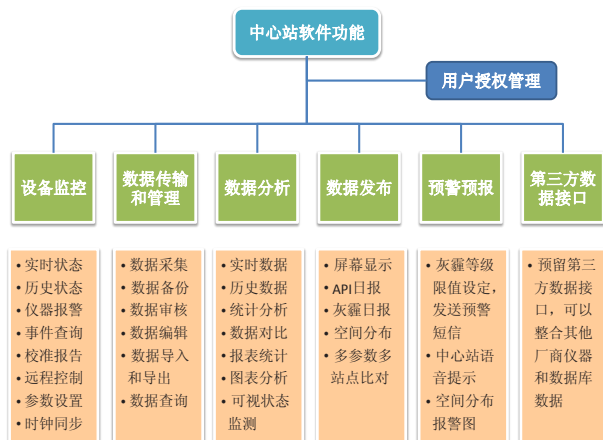 中心站软件功能
用户授权管理
设备监控
数据传输
和管理
数据分析
数据发布
预警预报
第三方数
据接口
• 实时状态
• 历史状态
• 仪器报警
• 事件查询
• 校准报告
• 远程控制
• 参数设置
• 时钟同步
• 数据采集
• 数据备份
• 数据审核
• 数据编辑
• 数据导入
和导出
• 数据查询
• 实时数据
• 历史数据
• 统计分析
• 数据对比
• 报表统计
• 图表分析
• 可视状态
监测
• 屏幕显示
• API日报
• 灰霾日报
• 空间分布
• 多参数多
站点比对
• 灰霾等级
限值设定，
发送预警
短信
• 中心站语
音提示
• 空间分布
报警图
• 预留第三
方数据接
口，可以
整合其他
厂商仪器
和数据库
数据